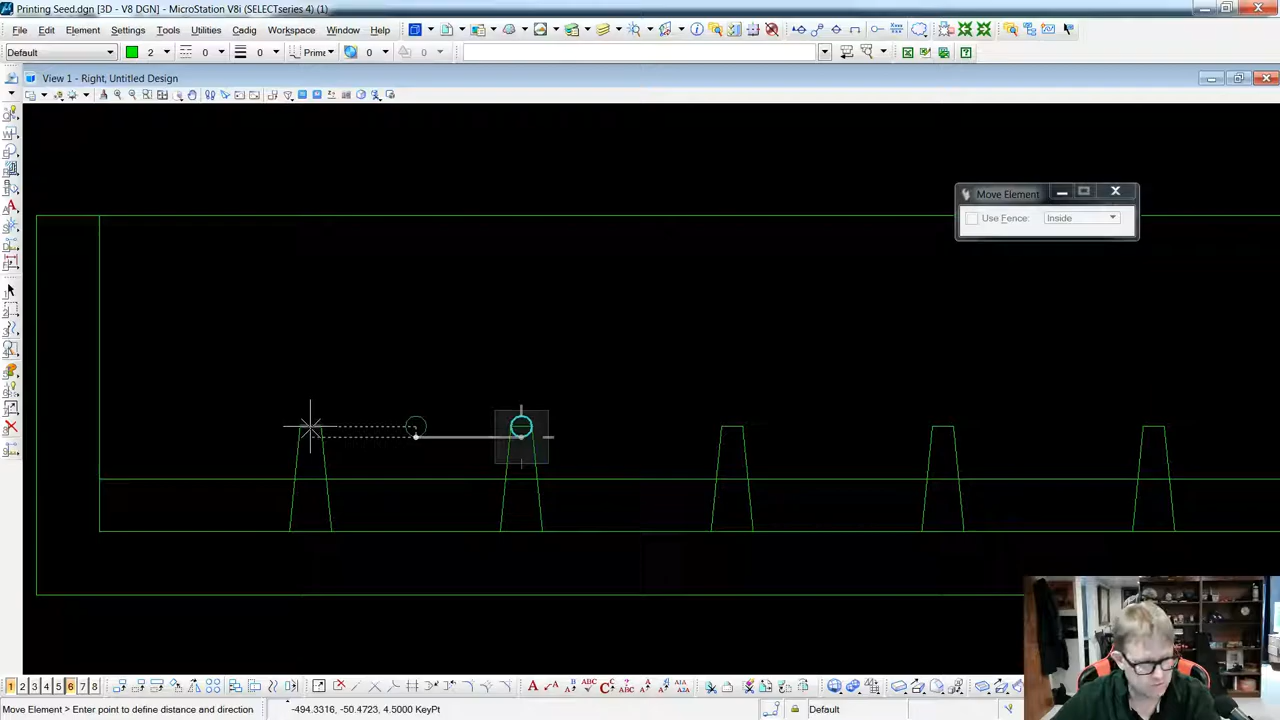 Printing Seed.dgn [3D - V8 DGN] - MicroStation V8i (SELECTseries 4) (1)
File Edit Element Settings Tools Utilities Cadig Workspace Window Help
Default 2 0 0 Prim 0 0
View 1 - Right, Untitled Design
Move Element
Use Fence: Inside
1 2 3 4 5 6 7 8
Move Element > Enter point to define distance and direction -494.3316, -50.4723, 4.5000 KeyPt Default